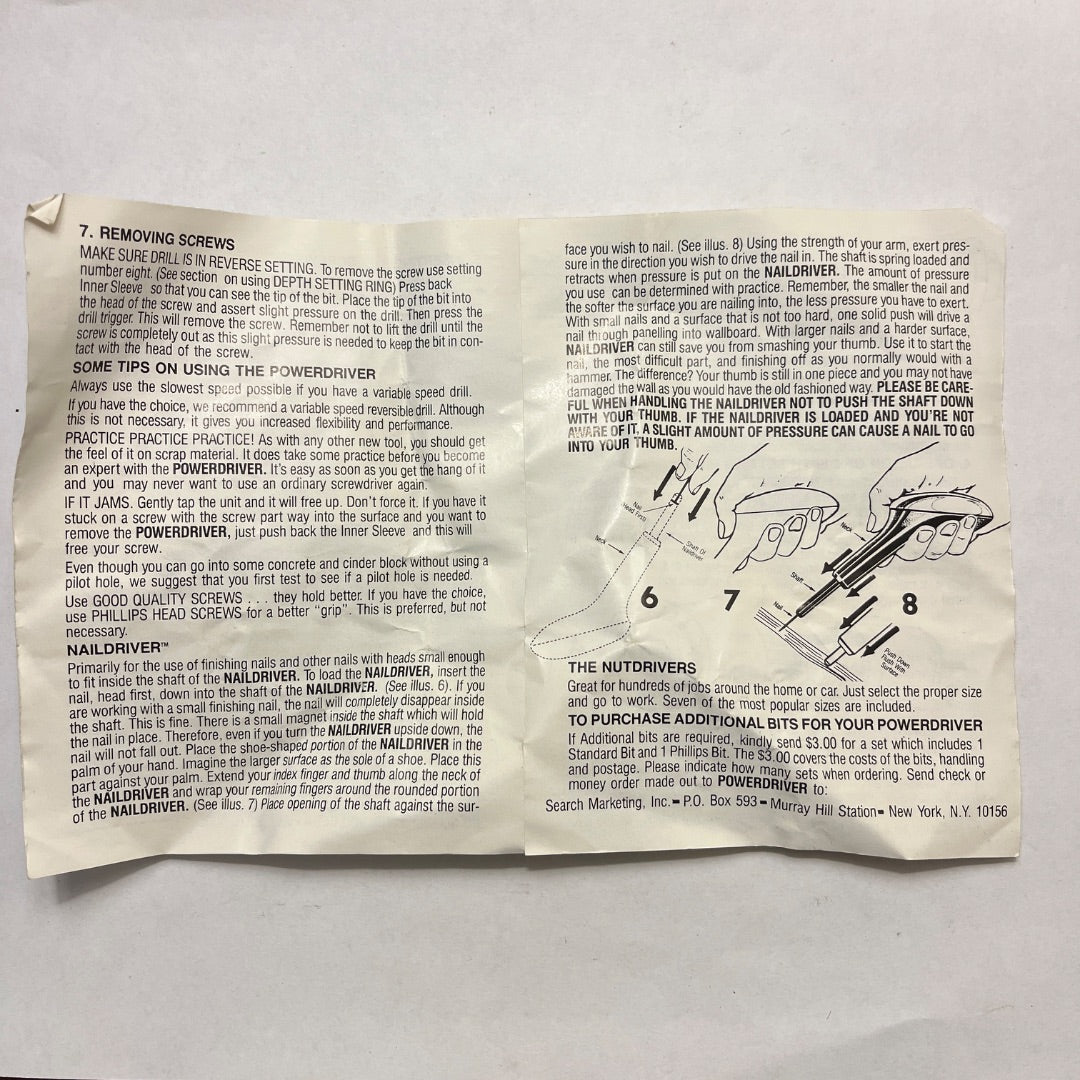 7. REMOVING SCREWS
MAKE SURE DRILL IS IN REVERSE SETTING. To remove the screw use setting
number eight. (See section on using DEPTH SETTING RING) Press back
Inner Sleeve so that you can see the tip of the bit. Place the tip of the bit into
the head of the screw and assert slight pressure on the drill. Then press the
drill trigger. This will remove the screw. Remember not to lift the drill until the
screw is completely out as this slight pressure is needed to keep the bit in con-
tact with the head of the screw.
SOME TIPS ON USING THE POWERDRIVER
Always use the slowest speed possible if you have a variable speed drill.
If you have the choice, we recommend a variable speed reversible drill. Although
this is not necessary, it gives you increased flexibility and performance.
PRACTICE PRACTICE PRACTICE! As with any other new tool, you should get
the feel of it on scrap material. It does take some practice before you become
an expert with the POWERDRIVER. It's easy as soon as you get the hang of it
and you may never want to use an ordinary screwdriver again.
IF IT JAMS. Gently tap the unit and it will free up. Don't force it. If you have it
stuck on a screw with the screw part way into the surface and you want to
remove the POWERDRIVER, just push back the Inner Sleeve and this will
free your screw.
Even though you can go into some concrete and cinder block without using a
pilot hole, we suggest that you first test to see if a pilot hole is needed.
Use GOOD QUALITY SCREWS . . . they hold better. If you have the choice,
use PHILLIPS HEAD SCREWS for a better "grip". This is preferred, but not
necessary.
NAILDRIVER™
Primarily for the use of finishing nails and other nails with heads small enough
to fit inside the shaft of the NAILDRIVER. To load the NAILDRIVER, insert the
nail, head first, down into the shaft of the NAILDRIVER. (See illus. 6). If you
are working with a small finishing nail, the nail will completely disappear inside
the shaft. This is fine. There is a small magnet inside the shaft which will hold
the nail in place. Therefore, even if you turn the NAILDRIVER upside down, the
nail will not fall out. Place the shoe-shaped portion of the NAILDRIVER in the
palm of your hand. Imagine the larger surface as the sole of a shoe. Place this
part against your palm. Extend your index finger and thumb along the neck of
the NAILDRIVER and wrap your remaining fingers around the rounded portion
of the NAILDRIVER. (See illus. 7) Place opening of the shaft against the sur-
face you wish to nail. (See illus. 8) Using the strength of your arm, exert pres-
sure in the direction you wish to drive the nail in. The shaft is spring loaded and
retracts when pressure is put on the NAILDRIVER. The amount of pressure
you use can be determined with practice. Remember, the smaller the nail and
the softer the surface you are nailing into, the less pressure you have to exert.
With small nails and a surface that is not too hard, one solid push will drive a
nail through panelling into wallboard. With larger nails and a harder surface,
NAILDRIVER can still save you from smashing your thumb. Use it to start the
nail, the most difficult part, and finishing off as you normally would with a
hammer. The difference? Your thumb is still in one piece and you may not have
damaged the wall as you would have the old fashioned way. PLEASE BE CARE-
FUL WHEN HANDLING THE NAILDRIVER NOT TO PUSH THE SHAFT DOWN
WITH YOUR THUMB. IF THE NAILDRIVER IS LOADED AND YOU'RE NOT
AWARE OF IT, A SLIGHT AMOUNT OF PRESSURE CAN CAUSE A NAIL TO GO
INTO YOUR THUMB.
Nail
Head First
Neck
Shaft Of
Naildriver
6
7
Neck
Shaft
Nail
8
Push Down
Flush With
Surface
THE NUTDRIVERS
Great for hundreds of jobs around the home or car. Just select the proper size
and go to work. Seven of the most popular sizes are included.
TO PURCHASE ADDITIONAL BITS FOR YOUR POWERDRIVER
If Additional bits are required, kindly send $3.00 for a set which includes 1
Standard Bit and 1 Phillips Bit. The $3.00 covers the costs of the bits, handling
and postage. Please indicate how many sets when ordering. Send check or
money order made out to POWERDRIVER to:
Search Marketing, Inc. - P.O. Box 593 - Murray Hill Station - New York, N.Y. 10156